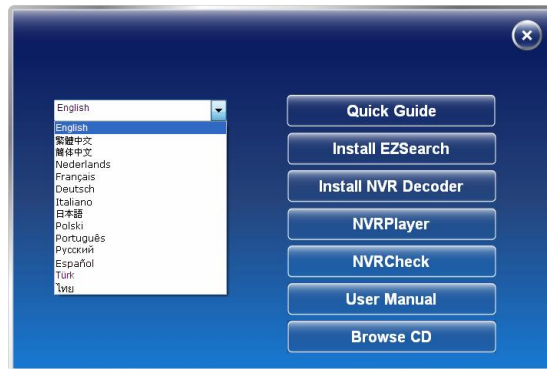 English
English
繁體中文
簡体中文
Nederlands
Français
Deutsch
Italiano
日本語
Polski
Português
Русский
Español
Türk
ไทย
Quick Guide
Install EZSearch
Install NVR Decoder
NVRPlayer
NVRCheck
User Manual
Browse CD